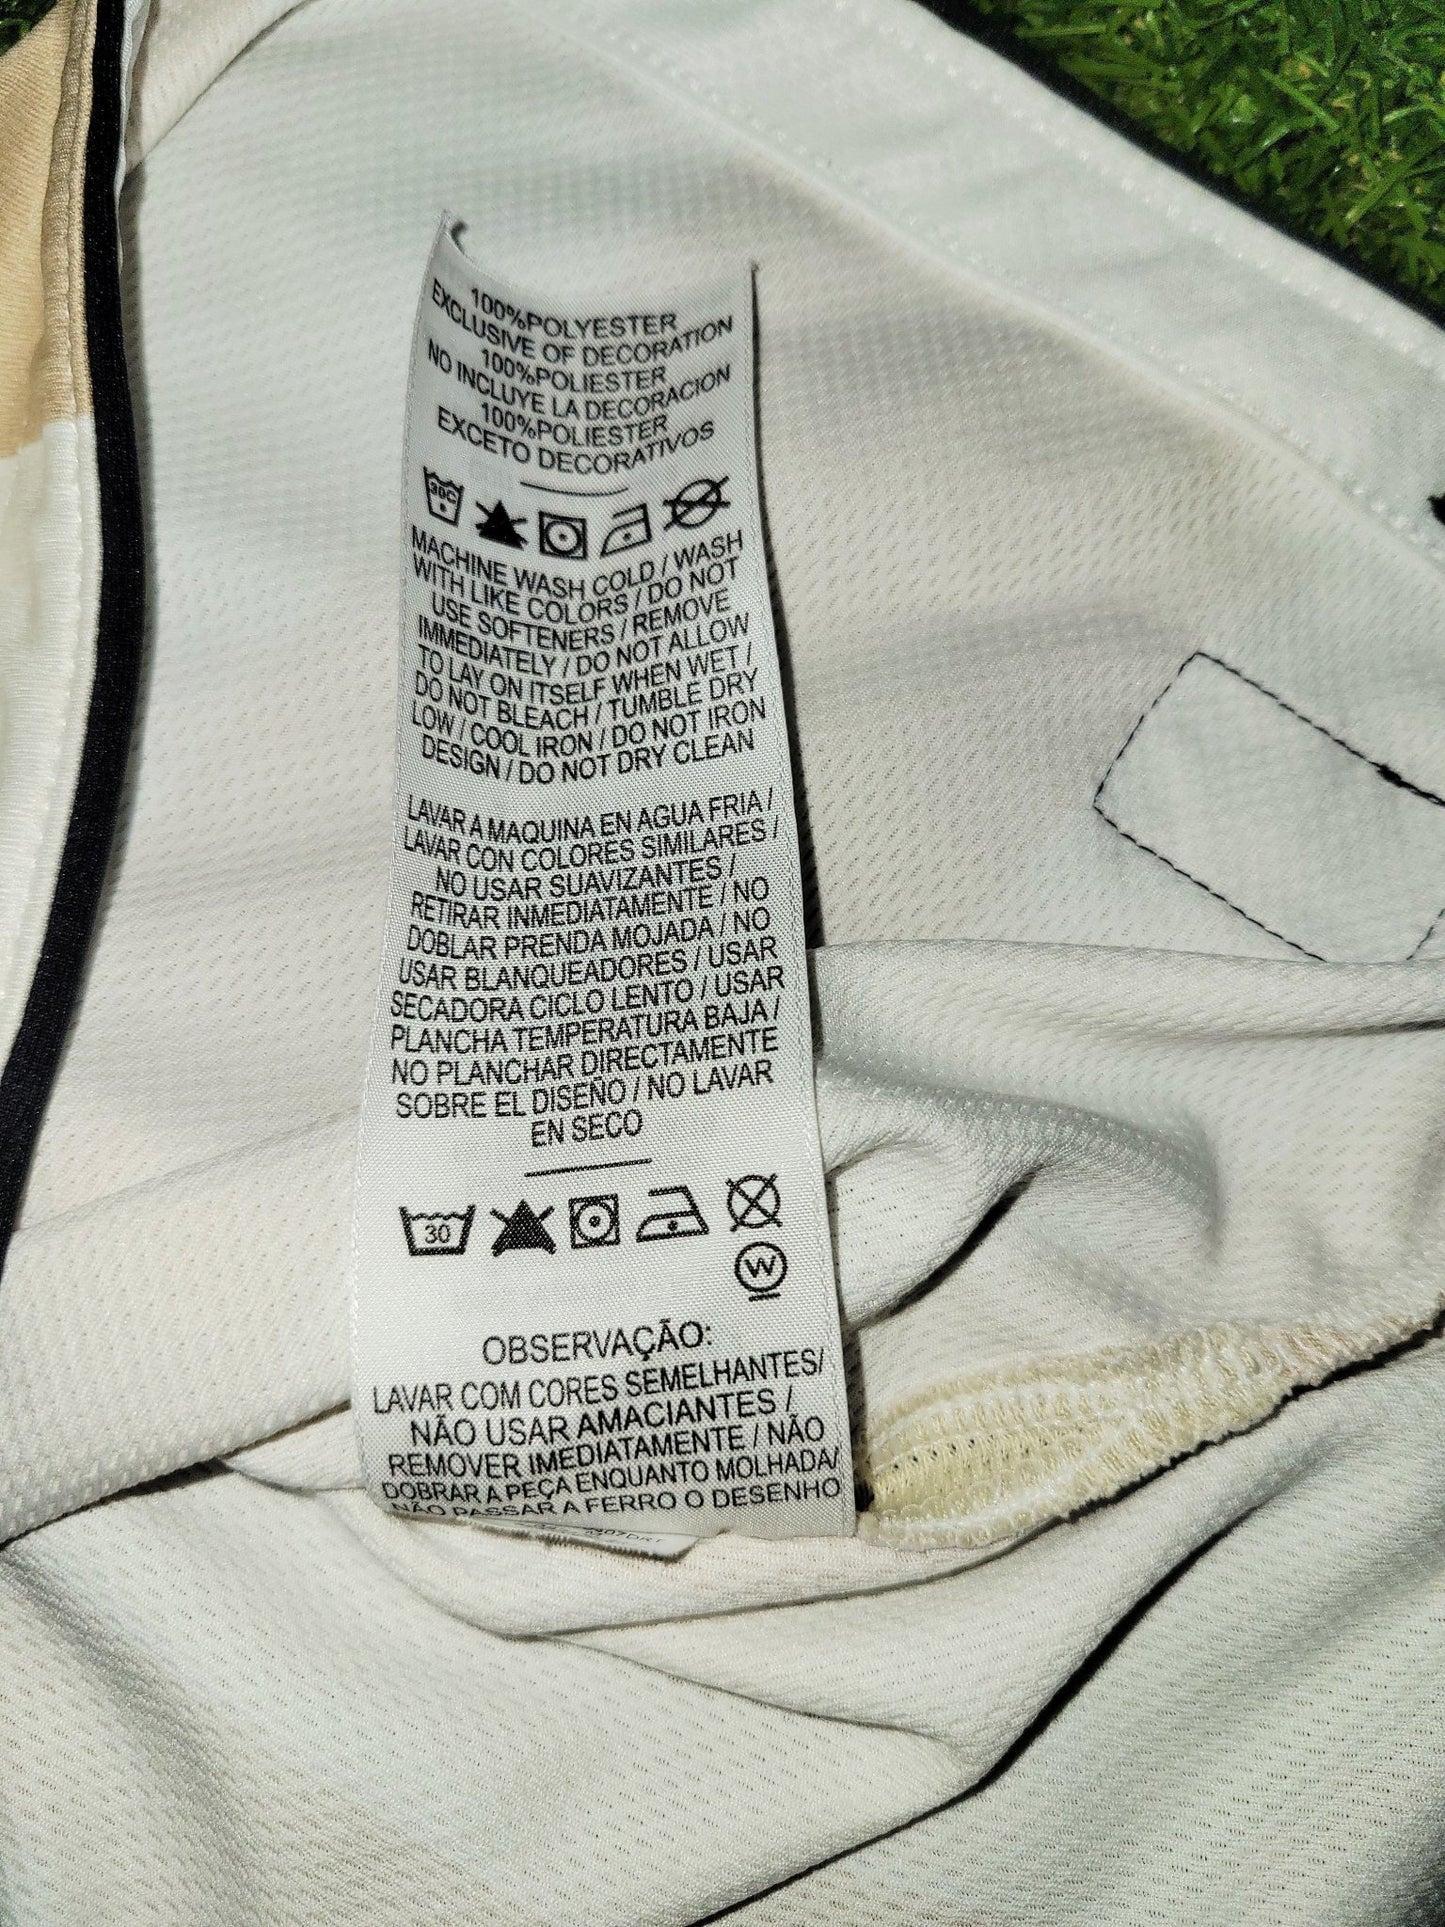 100%POLYESTER
EXCLUSIVE OF DECORATION
100%POLIESTER
NO INCLUYE LA DECORACION
100%POLIESTER
EXCETO DECORATIVOS
30C
MACHINE WASH COLD / WASH
WITH LIKE COLORS / DO NOT
USE SOFTENERS / REMOVE
IMMEDIATELY / DO NOT ALLOW
TO LAY ON ITSELF WHEN WET /
DO NOT BLEACH / TUMBLE DRY
LOW / COOL IRON / DO NOT IRON
DESIGN / DO NOT DRY CLEAN
LAVAR A MAQUINA EN AGUA FRIA /
LAVAR CON COLORES SIMILARES /
NO USAR SUAVIZANTES /
RETIRAR INMEDIATAMENTE / NO
DOBLAR PRENDA MOJADA / NO
USAR BLANQUEADORES / USAR
SECADORA CICLO LENTO / USAR
PLANCHA TEMPERATURA BAJA /
NO PLANCHAR DIRECTAMENTE
SOBRE EL DISEÑO / NO LAVAR
EN SECO
30
W
OBSERVAÇÃO:
LAVAR COM CORES SEMELHANTES/
NÃO USAR AMACIANTES /
REMOVER IMEDIATAMENTE / NÃO
DOBRAR A PEÇA ENQUANTO MOLHADA/
NÃO PASSAR A FERRO O DESENHO